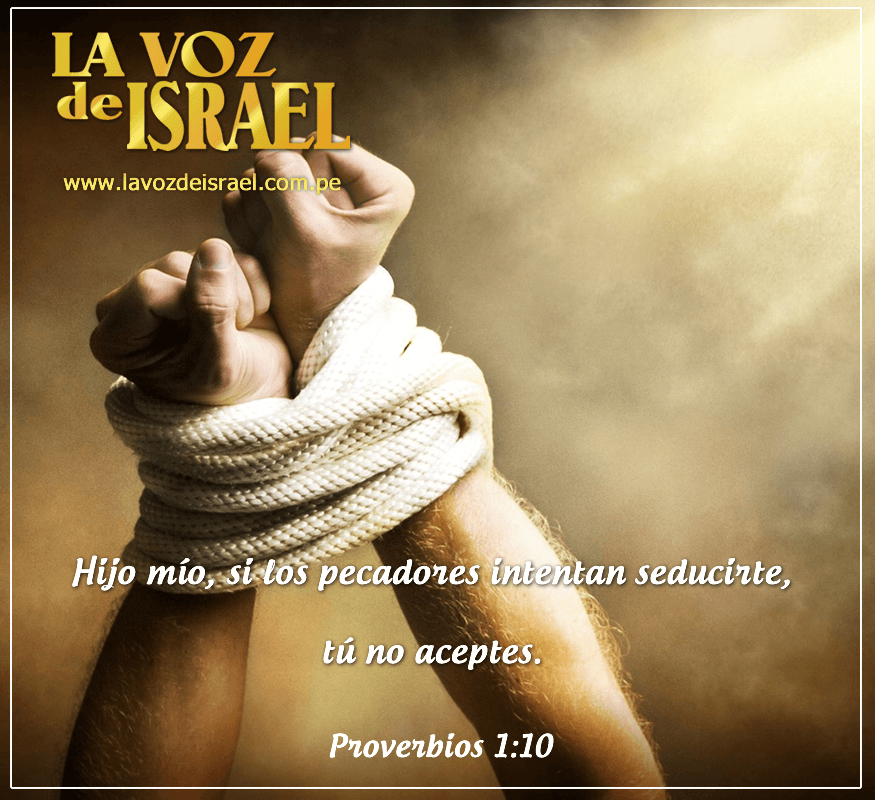 LA VOZ
de ISRAEL
www.lavozdeisrael.com.pe
Hijo mío, si los pecadores intentan seducirte,
tú no aceptes.
Proverbios 1:10